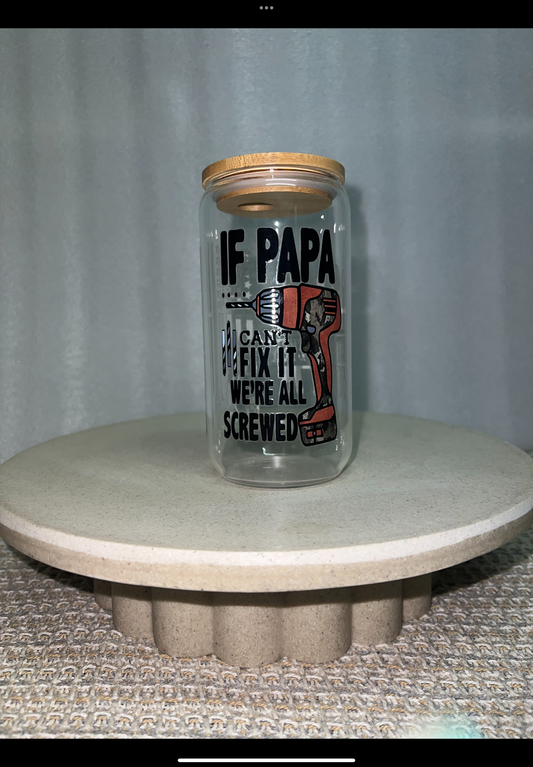 IF PAPA
CAN'T
FIX IT
WE'RE ALL
SCREWED